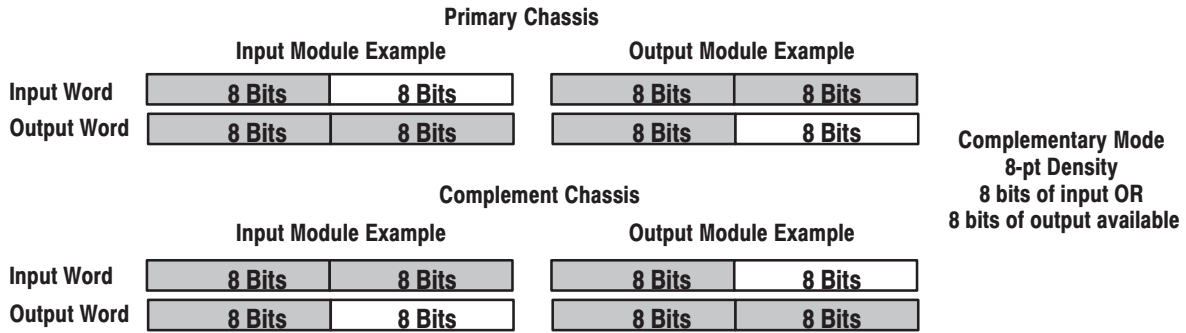 Primary Chassis
Input Module Example Output Module Example
Input Word 8 Bits 8 Bits 8 Bits 8 Bits
Output Word 8 Bits 8 Bits 8 Bits 8 Bits
Complementary Mode
8-pt Density
8 bits of input OR
8 bits of output available
Complement Chassis
Input Module Example Output Module Example
Input Word 8 Bits 8 Bits 8 Bits 8 Bits
Output Word 8 Bits 8 Bits 8 Bits 8 Bits